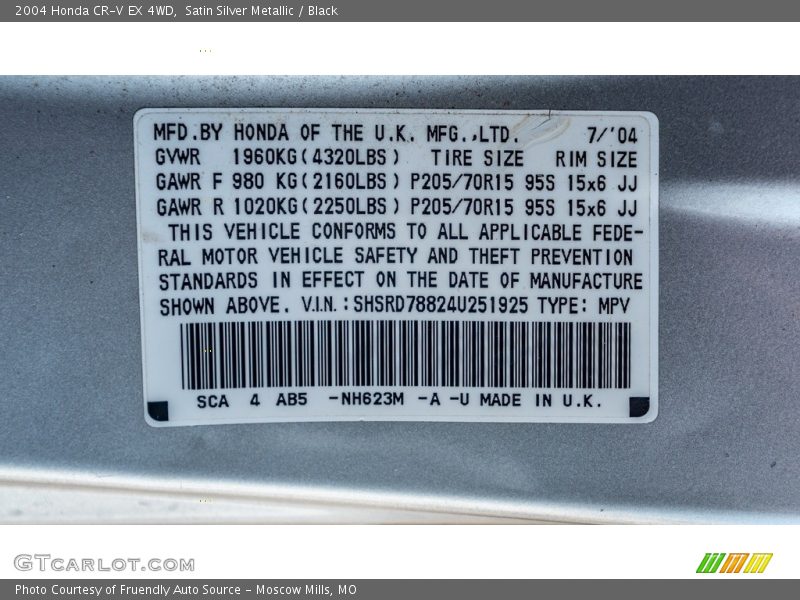 2004 Honda CR-V EX 4WD, Satin Silver Metallic / Black
MFD.BY HONDA OF THE U.K. MFG.,LTD. 7/'04
GVWR 1960KG(4320LBS) TIRE SIZE RIM SIZE
GAWR F 980 KG(2160LBS) P205/70R15 95S 15x6 JJ
GAWR R 1020KG(2250LBS) P205/70R15 95S 15x6 JJ
THIS VEHICLE CONFORMS TO ALL APPLICABLE FEDE-
RAL MOTOR VEHICLE SAFETY AND THEFT PREVENTION
STANDARDS IN EFFECT ON THE DATE OF MANUFACTURE
SHOWN ABOVE. V.I.N.:SHSRD78824U251925 TYPE: MPV
SCA 4 AB5 -NH623M -A -U MADE IN U.K.
GTcarlot.com
Photo Courtesy of Fruendly Auto Source - Moscow Mills, MO